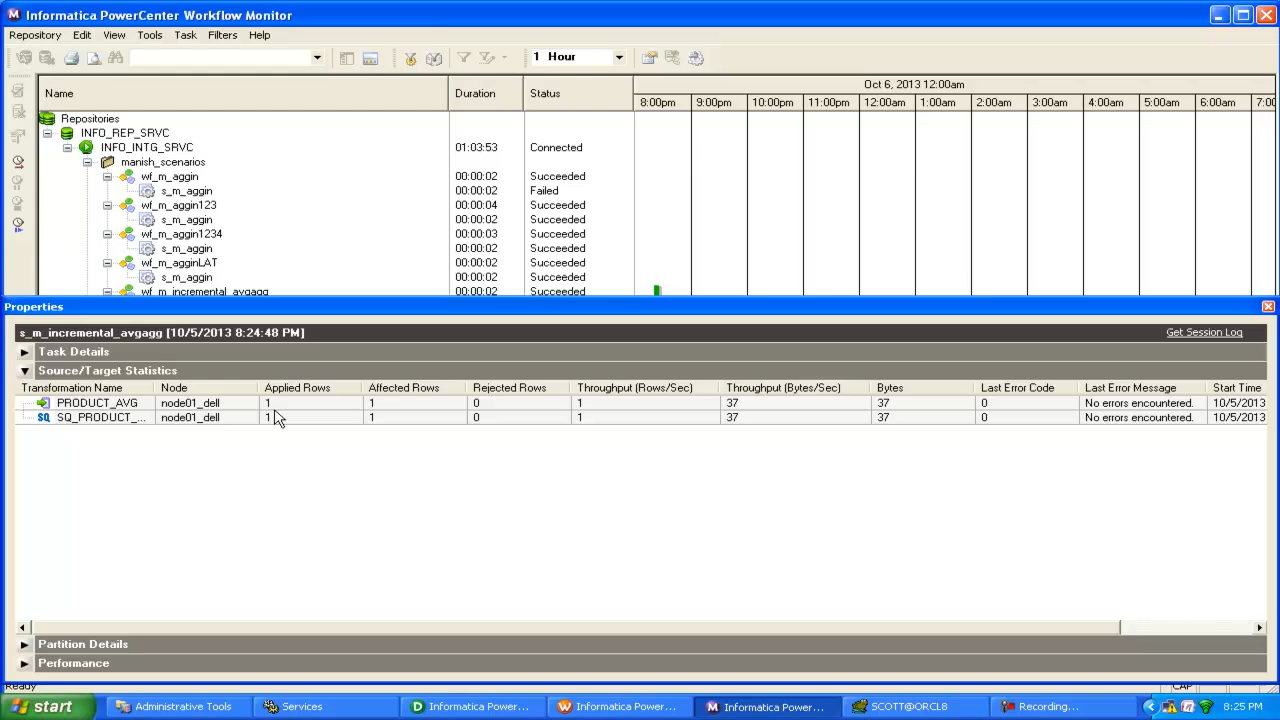 Informatica PowerCenter Workflow Monitor
Repository Edit View Tools Task Filters Help
1 Hour
Name Duration Status Oct 6, 2013 12:00am
8:00pm 9:00pm 10:00pm 11:00pm 12:00am 1:00am 2:00am 3:00am 4:00am 5:00am 6:00am 7:00
Repositories
INFO_REP_SRVC
INFO_INTG_SRVC 01:03:53 Connected
manish_scenarios
wf_m_aggin 00:00:02 Succeeded
s_m_aggin 00:00:02 Failed
wf_m_aggin123 00:00:04 Succeeded
s_m_aggin 00:00:02 Succeeded
wf_m_aggin1234 00:00:03 Succeeded
s_m_aggin 00:00:02 Succeeded
wf_m_agginLAT 00:00:02 Succeeded
s_m_aggin 00:00:02 Succeeded
wf_m_incremental_avgagg 00:00:02 Succeeded
Properties
s_m_incremental_avgagg [10/5/2013 8:24:48 PM] Get Session Log
Task Details
Source/Target Statistics
Transformation Name Node Applied Rows Affected Rows Rejected Rows Throughput (Rows/Sec) Throughput (Bytes/Sec) Bytes Last Error Code Last Error Message Start Time
PRODUCT_AVG node01_dell 1 1 0 1 37 37 0 No errors encountered. 10/5/2013
SQ SQ_PRODUCT_... node01_dell 1 1 0 1 37 37 0 No errors encountered. 10/5/2013
Partition Details
Performance
Ready CAP
start Administrative Tools Services Informatica PowerC... Informatica Power... Informatica Power... SCOTT@ORCL8 Recording... 8:25 PM